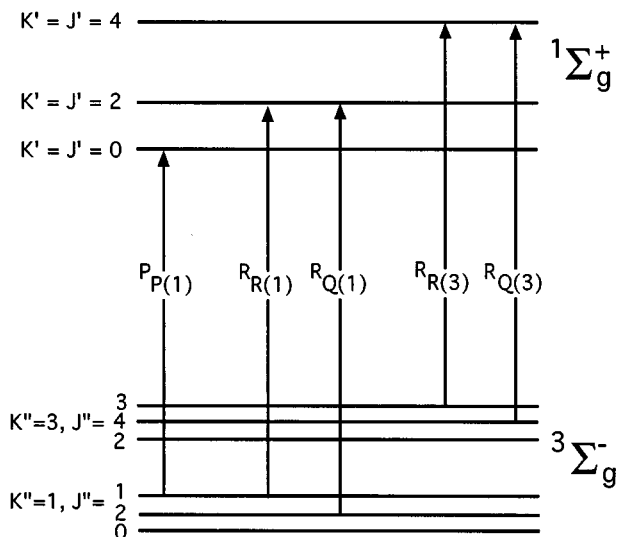 K' = J' = 4
¹Σg⁺
K' = J' = 2
K' = J' = 0
PP(1)
RR(1)
RQ(1)
RR(3)
RQ(3)
3
K"=3, J"= 4
2
³Σg⁻
1
K"=1, J"=
2
0